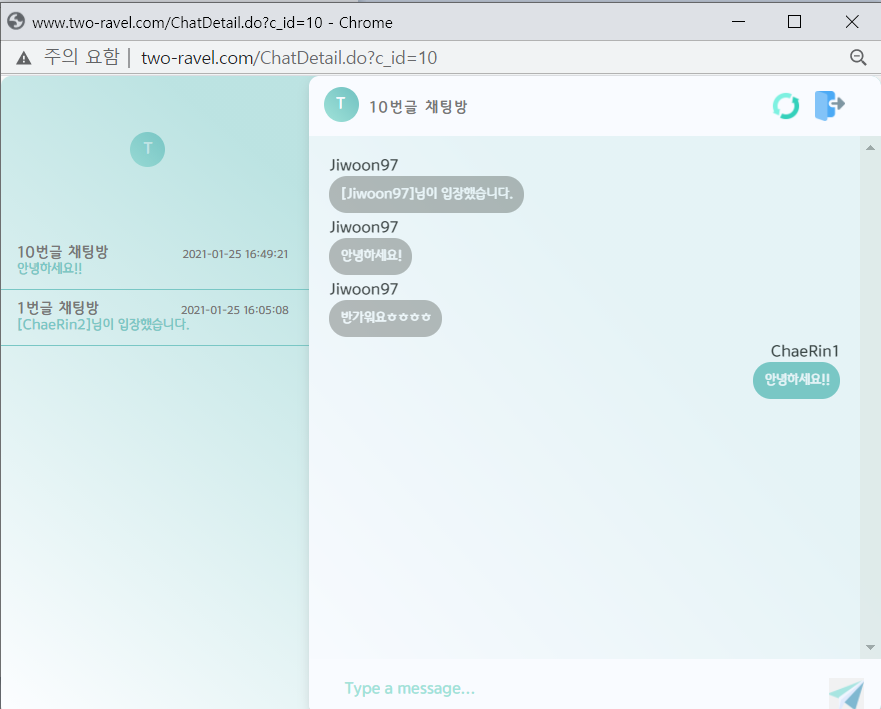 www.two-ravel.com/ChatDetail.do?c_id=10 - Chrome
주의 요함 | two-ravel.com/ChatDetail.do?c_id=10
T
10번글 채팅방 2021-01-25 16:49:21
안녕하세요!!
1번글 채팅방 2021-01-25 16:05:08
[ChaeRin2]님이 입장했습니다.
T 10번글 채팅방
Jiwoon97
[Jiwoon97]님이 입장했습니다.
Jiwoon97
안녕하세요!
Jiwoon97
반가워요ㅎㅎㅎㅎ
ChaeRin1
안녕하세요!!
Type a message...